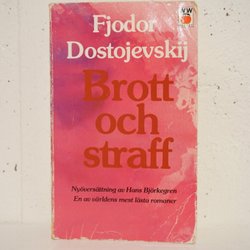 Fjodor
Dostojevskij
Brott
och
straff
Nyöversättning av Hans Björkegren
En av världens mest lästa romaner